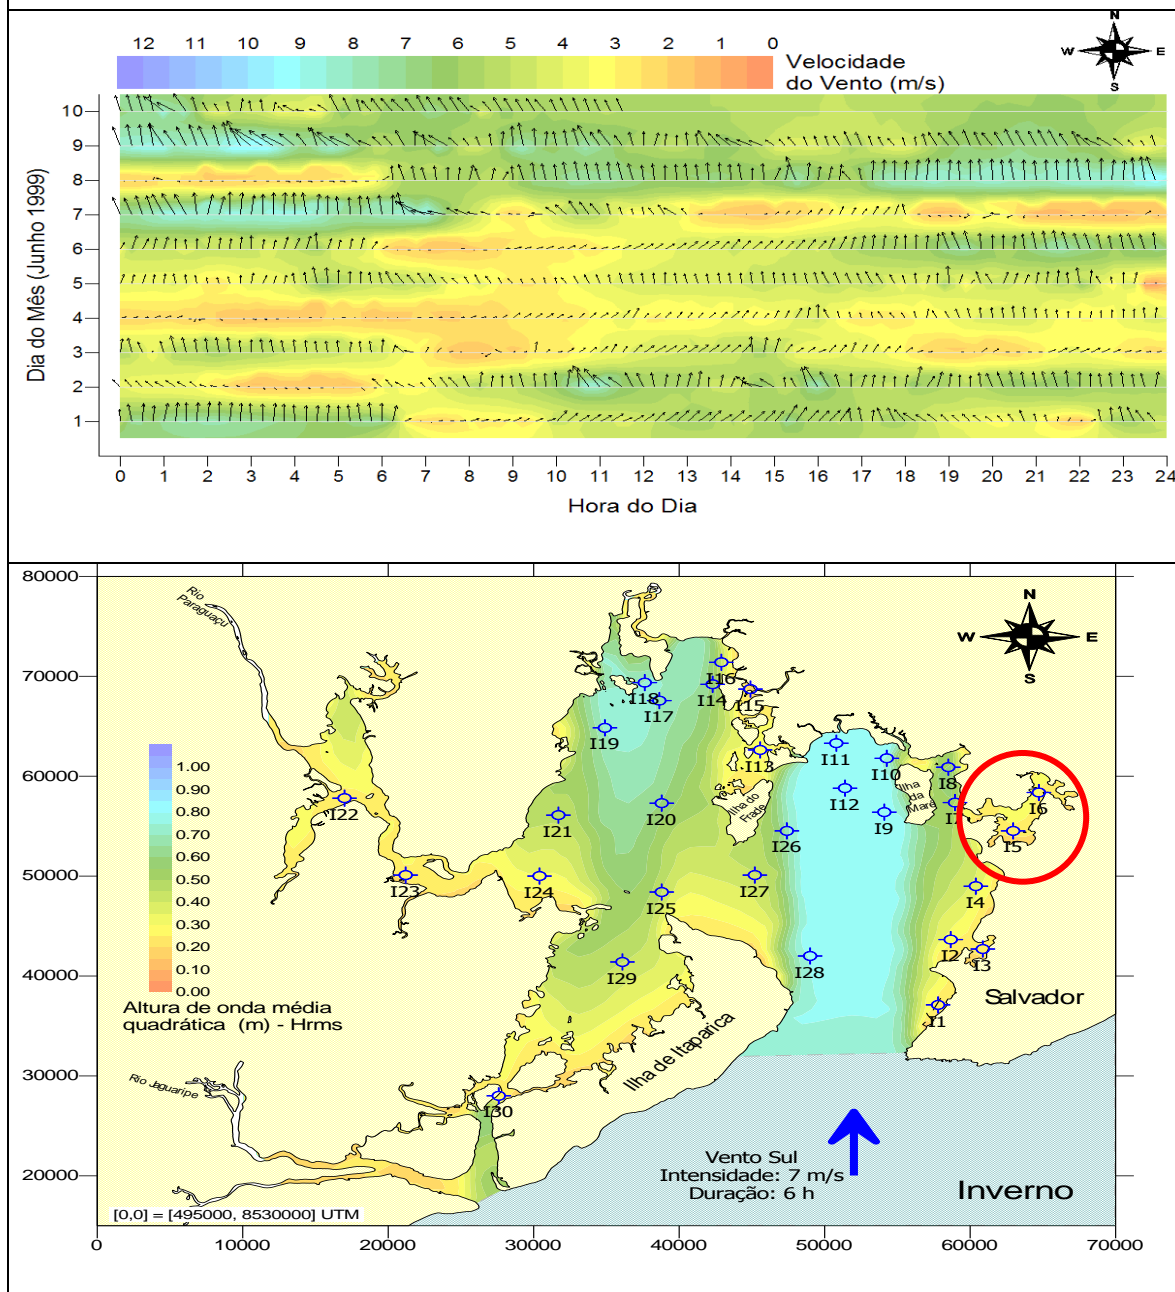 N
W E
S
12 11 10 9 8 7 6 5 4 3 2 1 0
Velocidade
do Vento (m/s)
Dia do Mês (Junho 1999)
10
9
8
7
6
5
4
3
2
1
0 1 2 3 4 5 6 7 8 9 10 11 12 13 14 15 16 17 18 19 20 21 22 23 24
Hora do Dia
80000
70000
60000
50000
40000
30000
20000
Rio
Paraguaçu
N
W E
S
I16
I18
I14
I15
I17
I19
I11
I13
I10
I8
I12
Ilha do
Frade
Ilha
da
Maré
I7
I6
I22
I21
I20
I9
I26
I5
I23
I24
I27
I25
I4
I2
I3
I29
I28
I1
1.00
0.90
0.80
0.70
0.60
0.50
0.40
0.30
0.20
0.10
0.00
Altura de onda média
quadrática (m) - Hrms
Salvador
Ilha de Itaparica
Rio Jaguaripe
I30
Vento Sul
Intensidade: 7 m/s
Duração: 6 h
Inverno
[0,0] = [495000, 8530000] UTM
0 10000 20000 30000 40000 50000 60000 70000